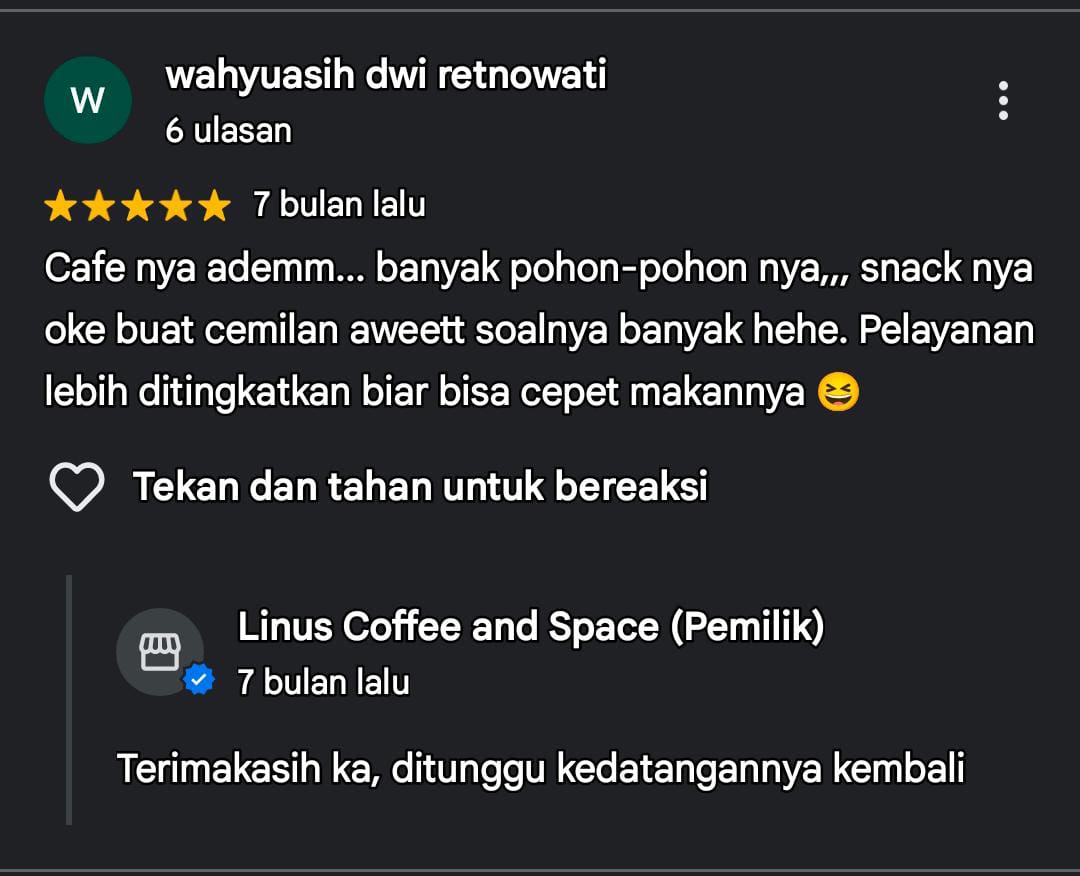 W
wahyuasih dwi retnowati
6 ulasan
7 bulan lalu
Cafe nya ademm... banyak pohon-pohon nya,,, snack nya
oke buat cemilan aweett soalnya banyak hehe. Pelayanan
lebih ditingkatkan biar bisa cepet makannya 😆
Tekan dan tahan untuk bereaksi
Linus Coffee and Space (Pemilik)
7 bulan lalu
Terimakasih ka, ditunggu kedatangannya kembali